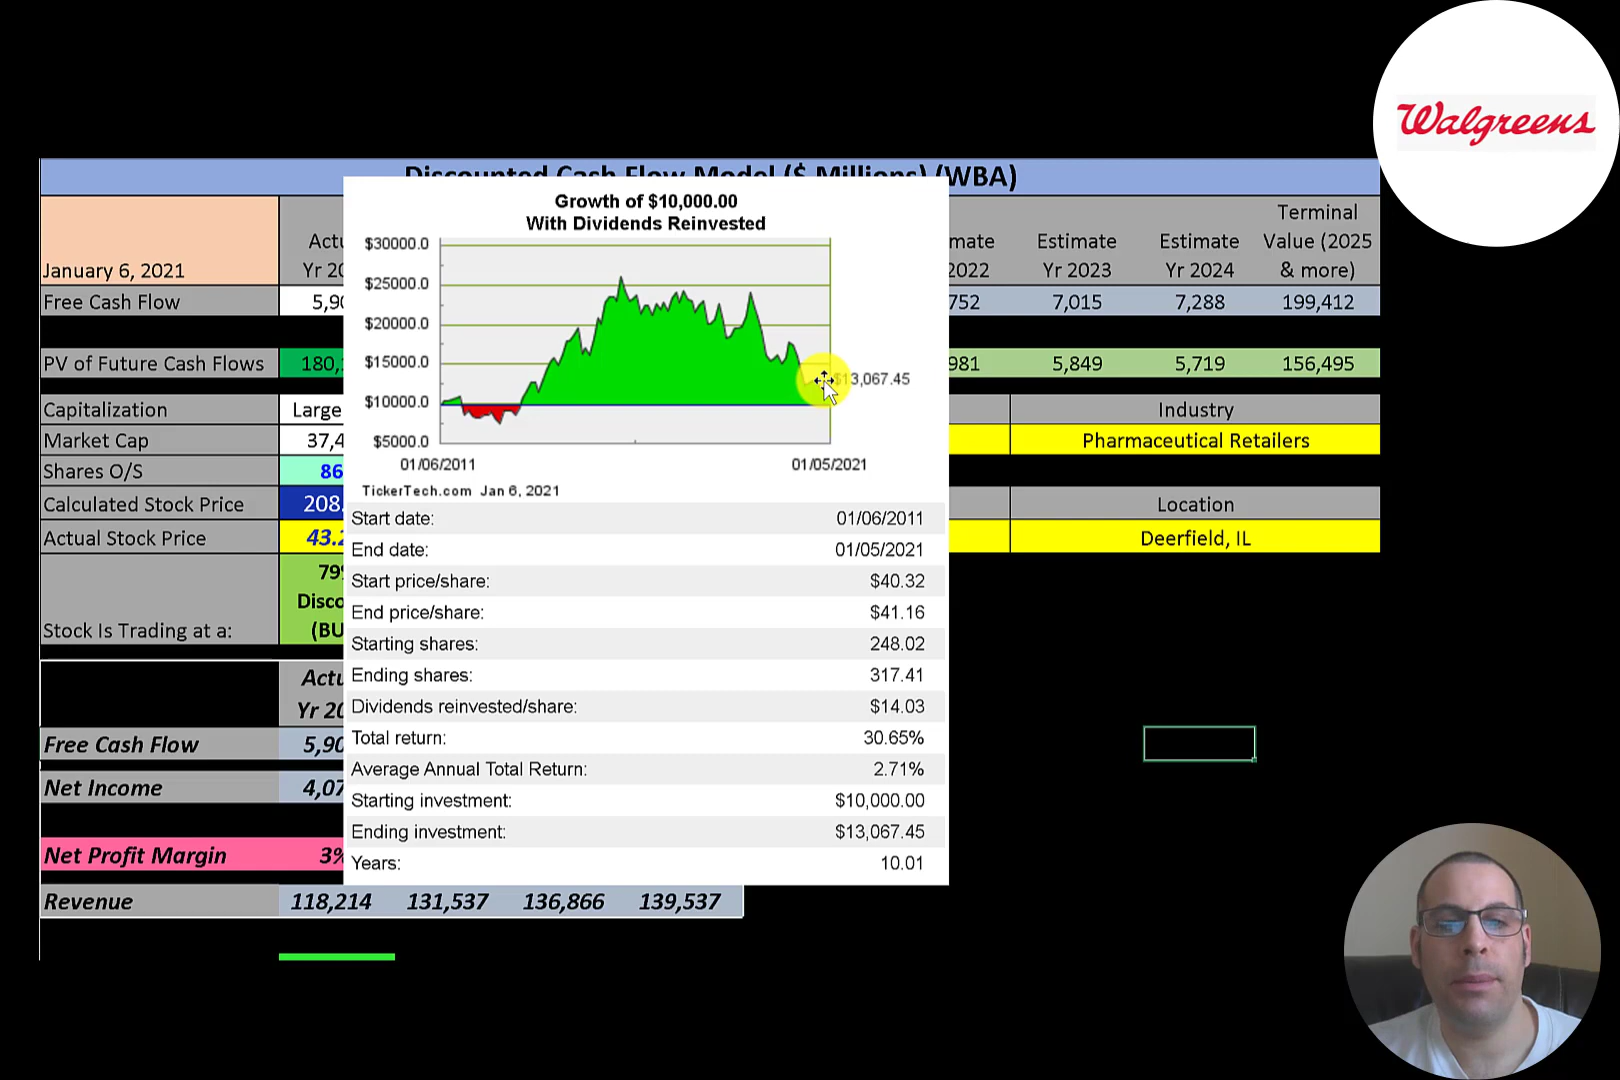 Walgreens
Discounted Cash Flow Model ($ Millions) (WBA)
January 6, 2021
Estimate Yr 2023
Estimate Yr 2024
Terminal Value (2025 & more)
Free Cash Flow
7,015 7,288 199,412
PV of Future Cash Flows
5,849 5,719 156,495
Capitalization Large
Industry
Market Cap
Pharmaceutical Retailers
Shares O/S
Calculated Stock Price
Location
Actual Stock Price
Deerfield, IL
Stock Is Trading at a:
Free Cash Flow
Net Income
Net Profit Margin
Revenue 118,214 131,537 136,866 139,537
Growth of $10,000.00
With Dividends Reinvested
$30000.0
$25000.0
$20000.0
$15000.0
$10000.0
$5000.0
$13,067.45
01/06/2011 01/05/2021
TickerTech.com Jan 6, 2021
Start date: 01/06/2011
End date: 01/05/2021
Start price/share: $40.32
End price/share: $41.16
Starting shares: 248.02
Ending shares: 317.41
Dividends reinvested/share: $14.03
Total return: 30.65%
Average Annual Total Return: 2.71%
Starting investment: $10,000.00
Ending investment: $13,067.45
Years: 10.01